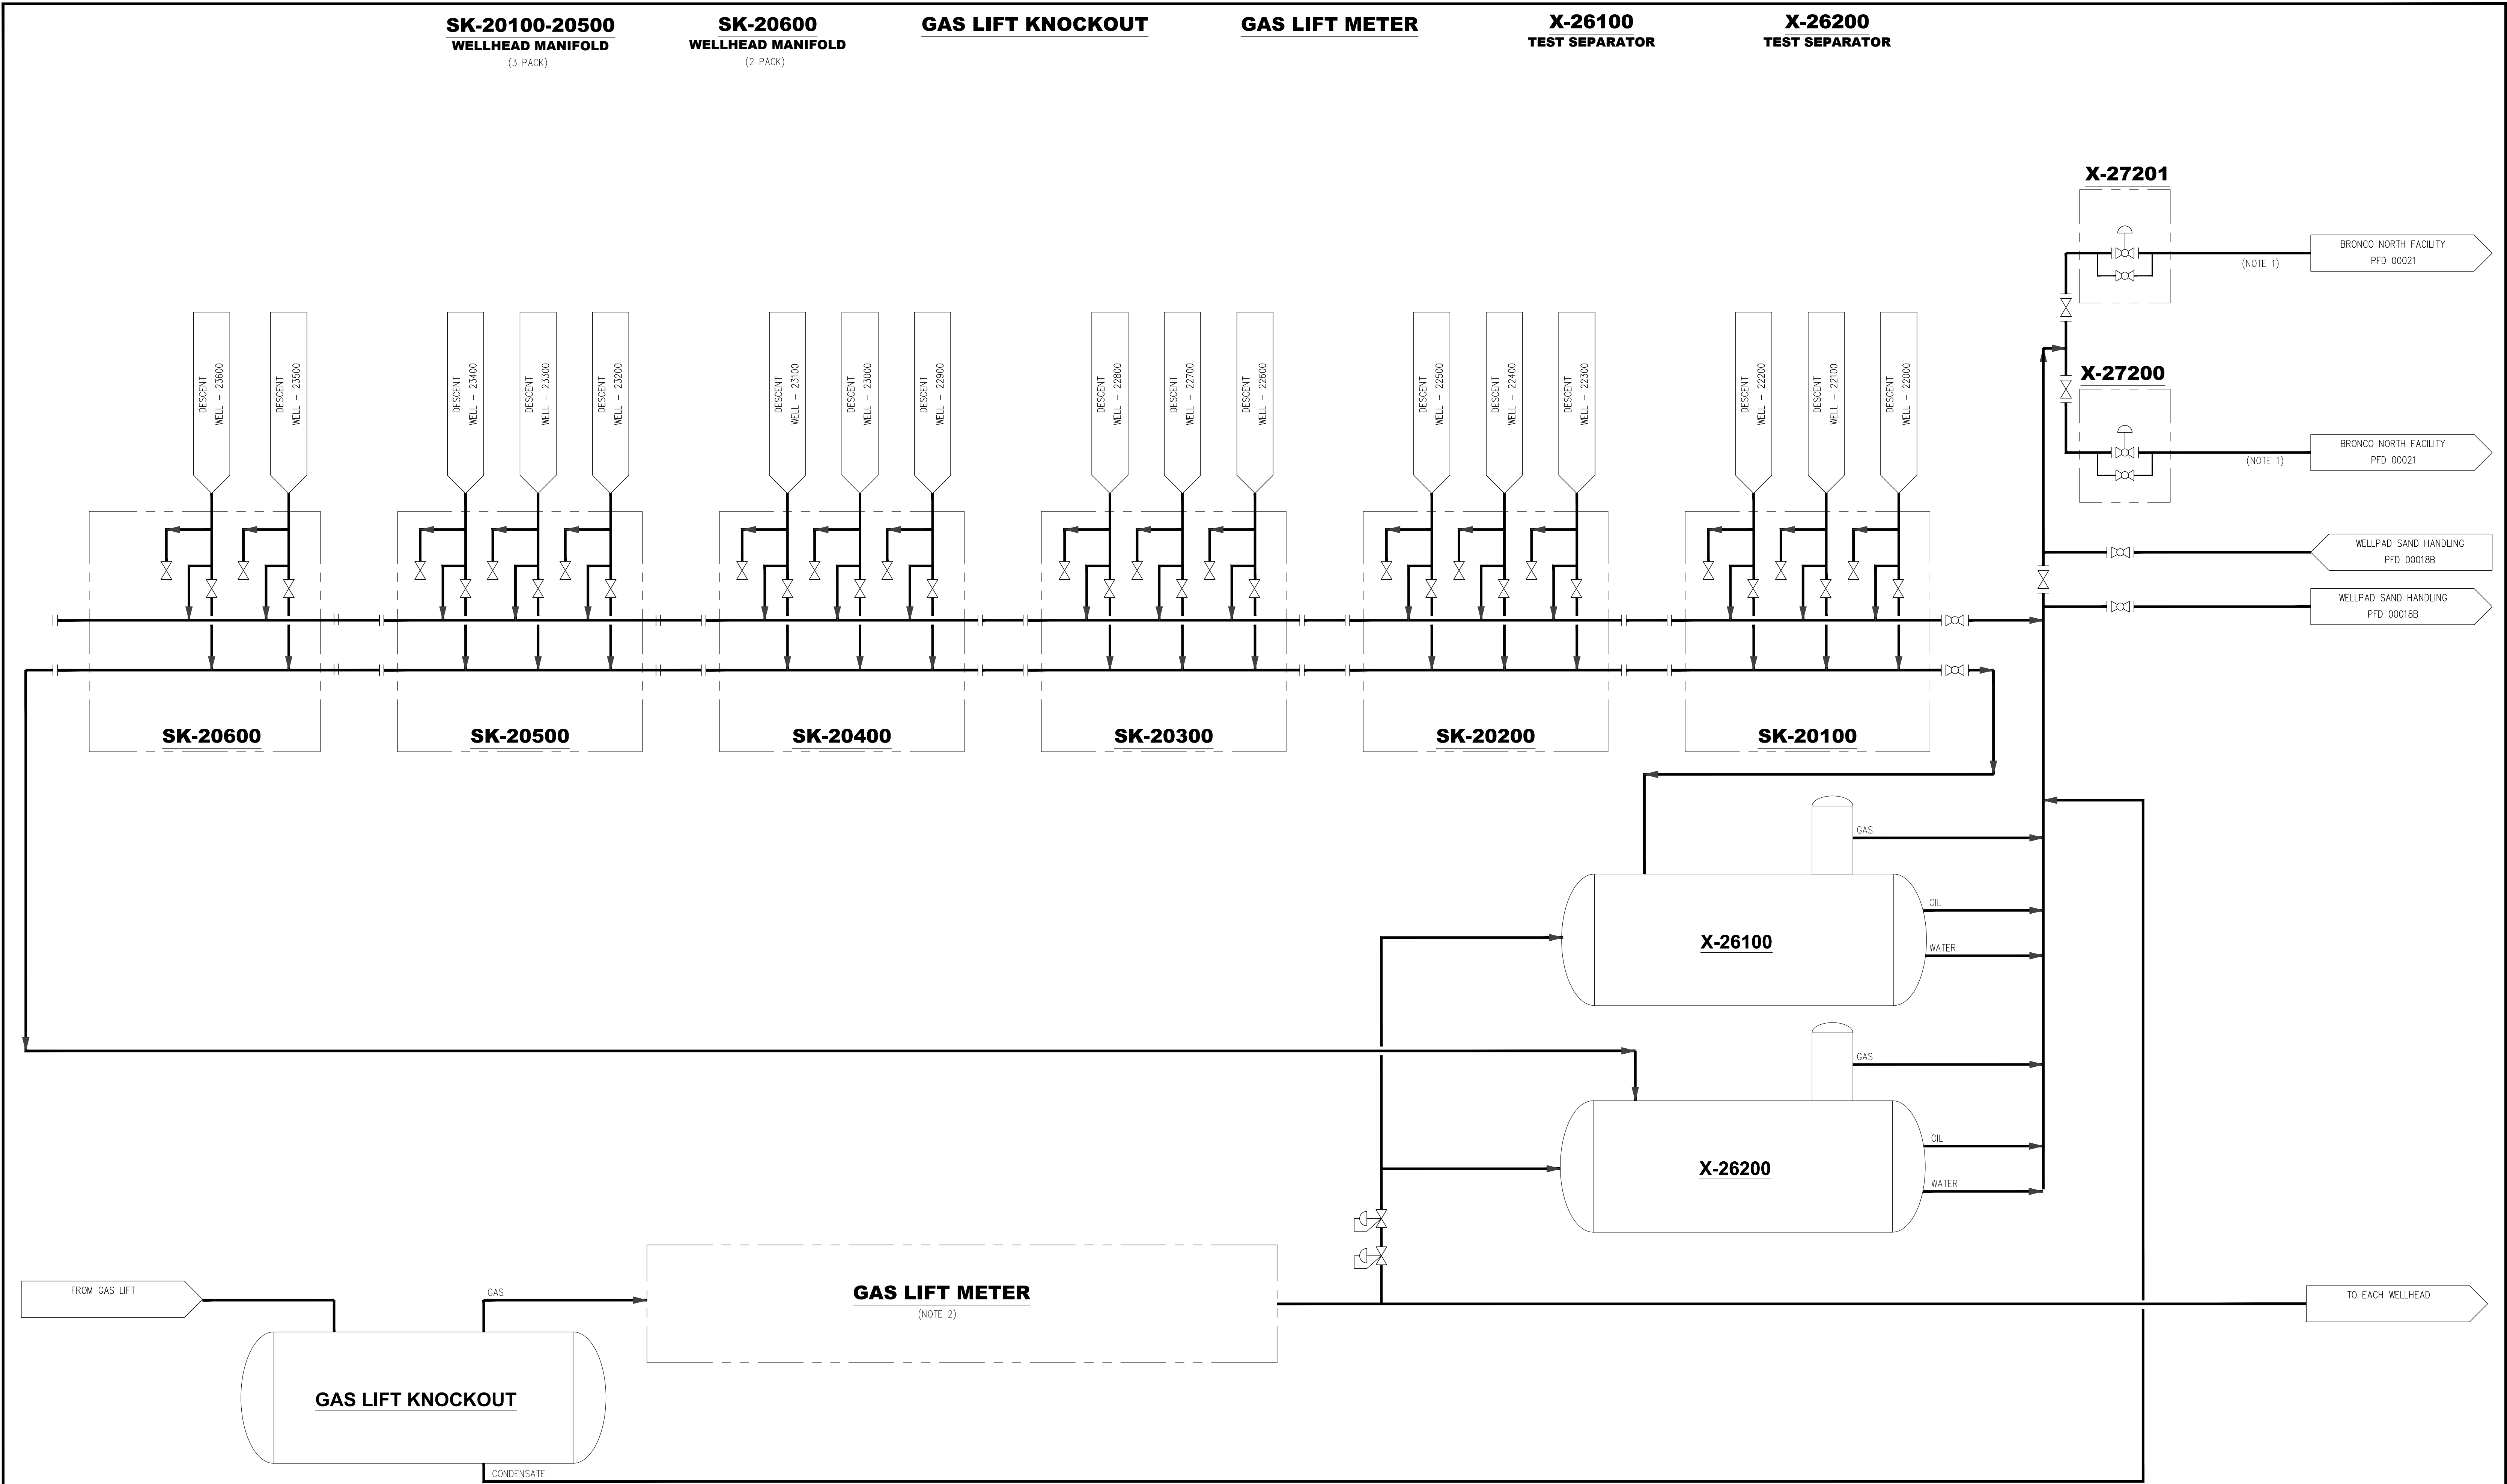 SK-20100-20500
WELLHEAD MANIFOLD
(3 PACK)
SK-20600
WELLHEAD MANIFOLD
(2 PACK)
GAS LIFT KNOCKOUT
GAS LIFT METER
X-26100
TEST SEPARATOR
X-26200
TEST SEPARATOR
X-27201
BRONCO NORTH FACILITY
PFD 00021
(NOTE 1)
X-27200
BRONCO NORTH FACILITY
PFD 00021
(NOTE 1)
DESCENT
WELL - 23600
DESCENT
WELL - 23500
DESCENT
WELL - 23400
DESCENT
WELL - 23300
DESCENT
WELL - 23200
DESCENT
WELL - 23100
DESCENT
WELL - 23000
DESCENT
WELL - 22900
DESCENT
WELL - 22800
DESCENT
WELL - 22700
DESCENT
WELL - 22600
DESCENT
WELL - 22500
DESCENT
WELL - 22400
DESCENT
WELL - 22300
DESCENT
WELL - 22200
DESCENT
WELL - 22100
DESCENT
WELL - 22000
WELLPAD SAND HANDLING
PFD 00018B
WELLPAD SAND HANDLING
PFD 00018B
SK-20600
SK-20500
SK-20400
SK-20300
SK-20200
SK-20100
GAS
OIL
X-26100
WATER
GAS
OIL
X-26200
WATER
FROM GAS LIFT
GAS
GAS LIFT METER
(NOTE 2)
TO EACH WELLHEAD
GAS LIFT KNOCKOUT
CONDENSATE